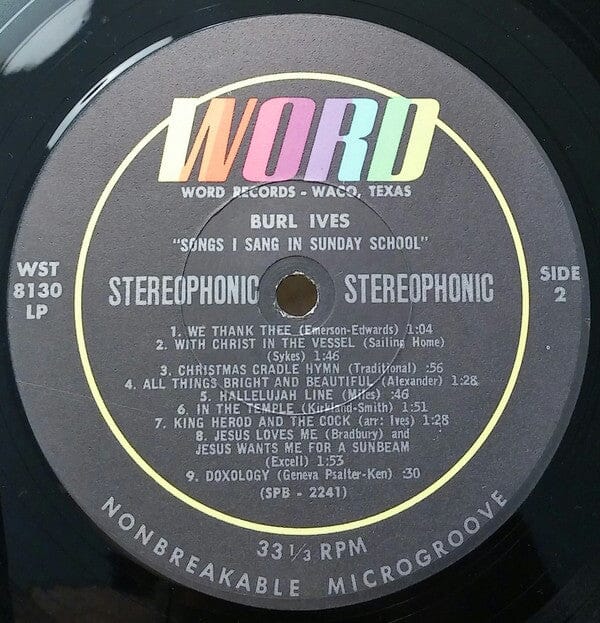 WORD
WORD RECORDS - WACO, TEXAS
BURL IVES
"SONGS I SANG IN SUNDAY SCHOOL"
WST
8130
LP
STEREOPHONIC STEREOPHONIC
SIDE
2
1. WE THANK THEE (Emerson-Edwards) 1:04
2. WITH CHRIST IN THE VESSEL (Sailing Home)
(Sykes) 1:46
3. CHRISTMAS CRADLE HYMN (Traditional) :56
4. ALL THINGS BRIGHT AND BEAUTIFUL (Alexander) 1:28
5. HALLELUJAH LINE (Miles) :46
6. IN THE TEMPLE (Kirkland-Smith) 1:51
7. KING HEROD AND THE COCK (arr: Ives) 1:28
8. JESUS LOVES ME (Bradbury) and
JESUS WANTS ME FOR A SUNBEAM
(Excell) 1:53
9. DOXOLOGY (Geneva Psalter-Ken) :30
(SPB - 2241)
33 1/3 RPM
NONBREAKABLE MICROGROOVE